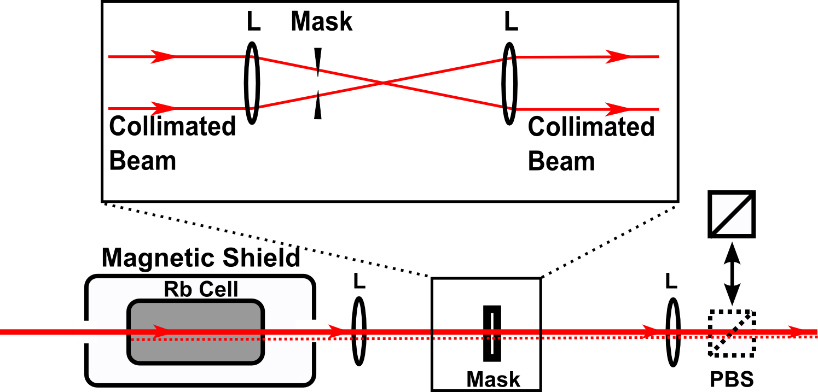 L
Mask
L
Collimated
Beam
Collimated
Beam
Magnetic Shield
Rb Cell
L
Mask
L
PBS